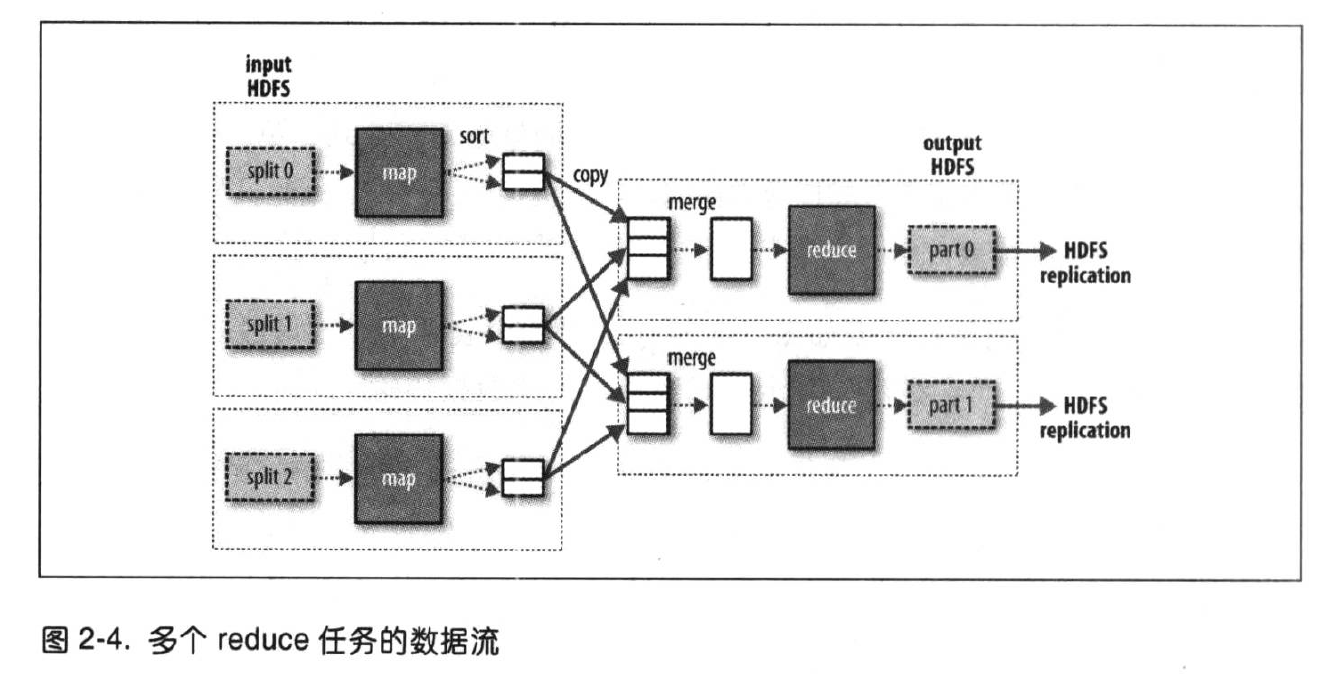 input
HDFS
split 0
map
sort
copy
split 1
map
split 2
map
output
HDFS
merge
reduce
part 0
HDFS
replication
merge
reduce
part 1
HDFS
replication
图 2-4. 多个 reduce 任务的数据流